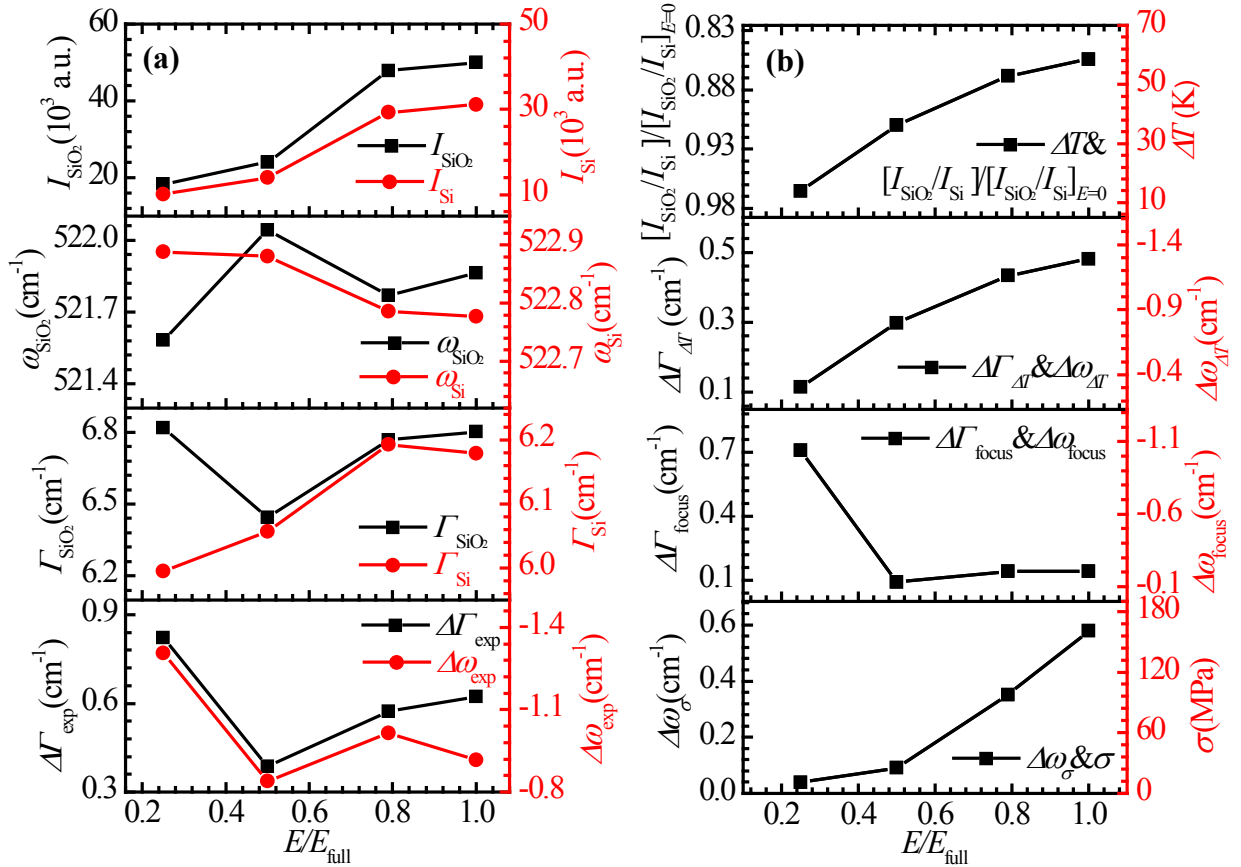 (a)
60
40
20
I_SiO₂(10³ a.u.)
50
30
10
I_Si(10³ a.u.)
I_SiO₂
I_Si
522.0
521.7
521.4
ω_SiO₂(cm⁻¹)
522.9
522.8
522.7
ω_Si(cm⁻¹)
ω_SiO₂
ω_Si
6.8
6.5
6.2
Γ_SiO₂(cm⁻¹)
6.2
6.1
6.0
Γ_Si(cm⁻¹)
Γ_SiO₂
Γ_Si
0.9
0.6
0.3
ΔΓ_exp(cm⁻¹)
-1.4
-1.1
-0.8
Δω_exp(cm⁻¹)
ΔΓ_exp
Δω_exp
0.2 0.4 0.6 0.8 1.0
E/E_full
(b)
0.83
0.88
0.93
0.98
[I_SiO₂/I_Si]/[I_SiO₂/I_Si]_E=0
70
50
30
10
ΔT(K)
ΔT&
[I_SiO₂/I_Si]/[I_SiO₂/I_Si]_E=0
0.5
0.3
0.1
ΔΓ_ΔT(cm⁻¹)
-1.4
-0.9
-0.4
Δω_ΔT(cm⁻¹)
ΔΓ_ΔT&Δω_ΔT
0.7
0.4
0.1
ΔΓ_focus(cm⁻¹)
-1.1
-0.6
-0.1
Δω_focus(cm⁻¹)
ΔΓ_focus&Δω_focus
0.6
0.4
0.2
0.0
Δω_σ(cm⁻¹)
180
120
60
0
σ(MPa)
Δω_σ&σ
0.2 0.4 0.6 0.8 1.0
E/E_full